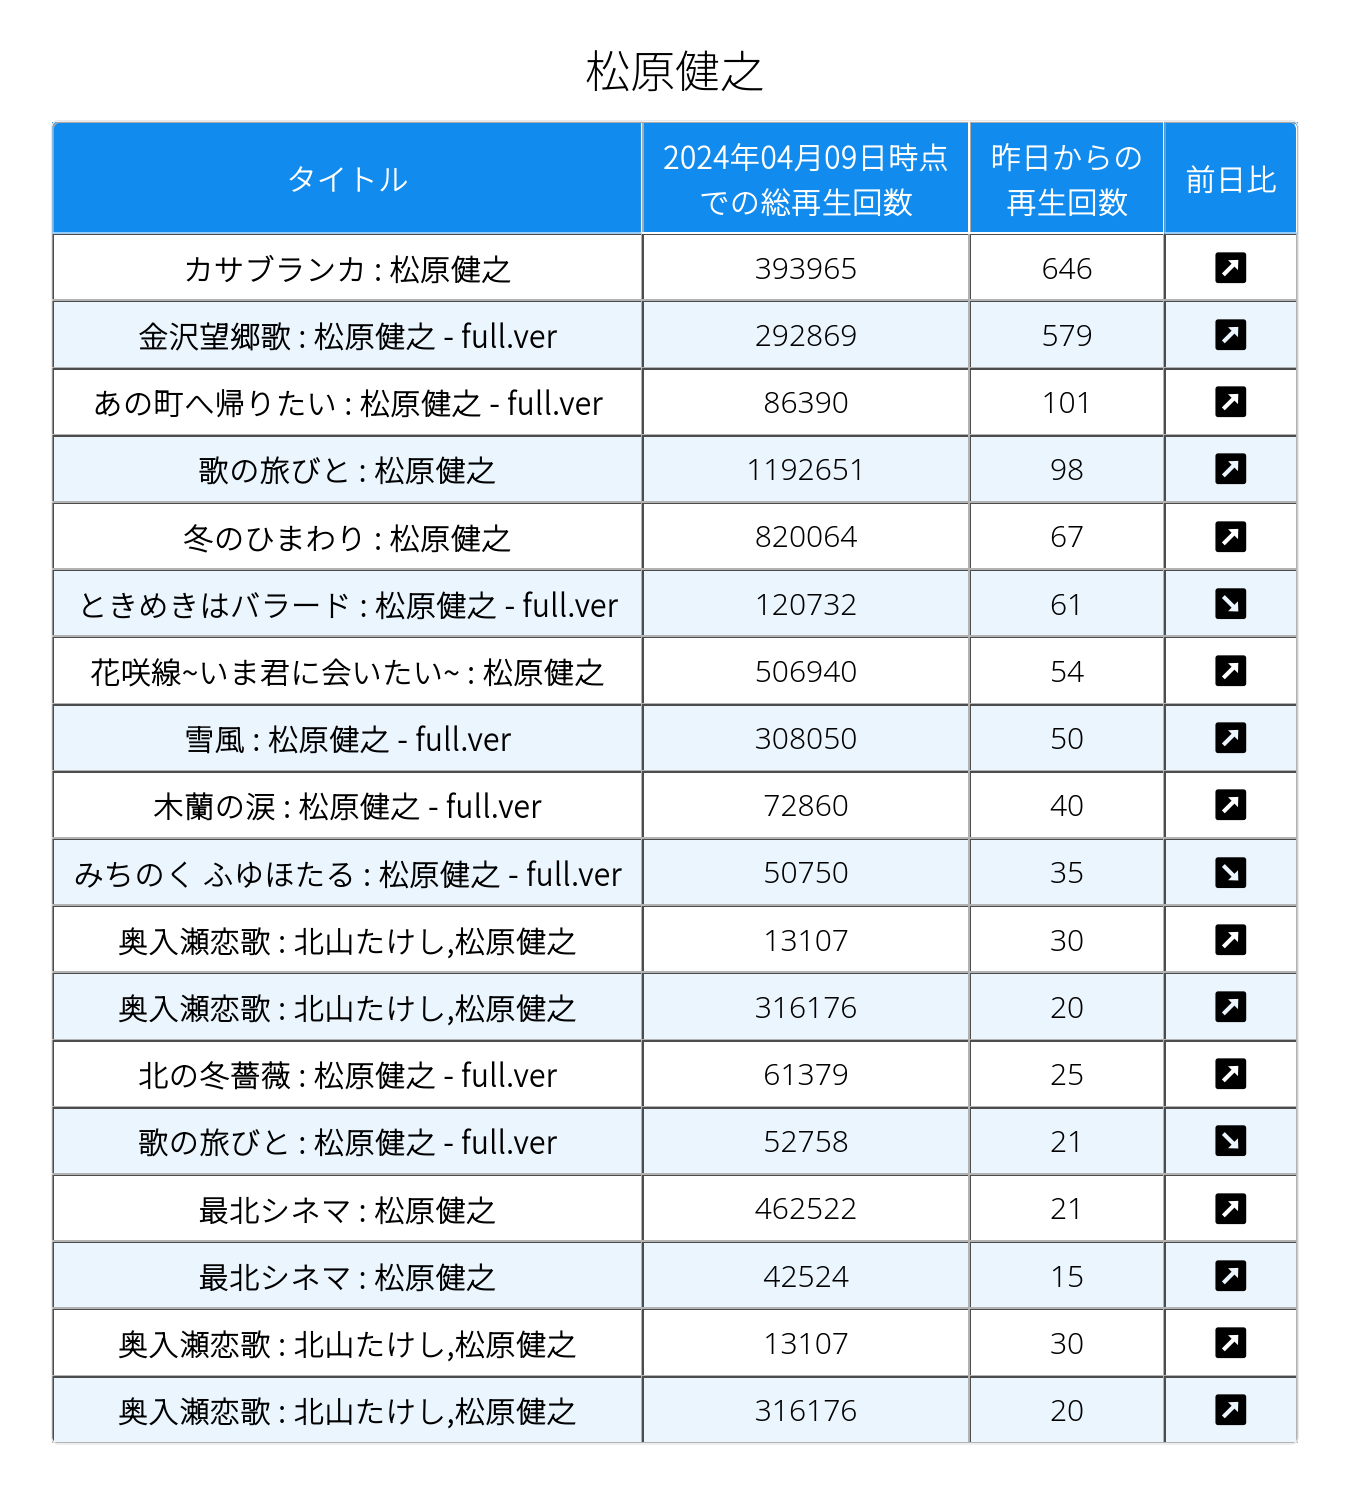 松原健之
タイトル 2024年04月09日時点での総再生回数 昨日からの再生回数 前日比
カサブランカ : 松原健之 393965 646 ↗
金沢望郷歌 : 松原健之 - full.ver 292869 579 ↗
あの町へ帰りたい : 松原健之 - full.ver 86390 101 ↗
歌の旅びと : 松原健之 1192651 98 ↗
冬のひまわり : 松原健之 820064 67 ↗
ときめきはバラード : 松原健之 - full.ver 120732 61 ↘
花咲線~いま君に会いたい~ : 松原健之 506940 54 ↗
雪風 : 松原健之 - full.ver 308050 50 ↗
木蘭の涙 : 松原健之 - full.ver 72860 40 ↗
みちのく ふゆほたる : 松原健之 - full.ver 50750 35 ↘
奥入瀬恋歌 : 北山たけし,松原健之 13107 30 ↗
奥入瀬恋歌 : 北山たけし,松原健之 316176 20 ↗
北の冬薔薇 : 松原健之 - full.ver 61379 25 ↗
歌の旅びと : 松原健之 - full.ver 52758 21 ↘
最北シネマ : 松原健之 462522 21 ↗
最北シネマ : 松原健之 42524 15 ↗
奥入瀬恋歌 : 北山たけし,松原健之 13107 30 ↗
奥入瀬恋歌 : 北山たけし,松原健之 316176 20 ↗